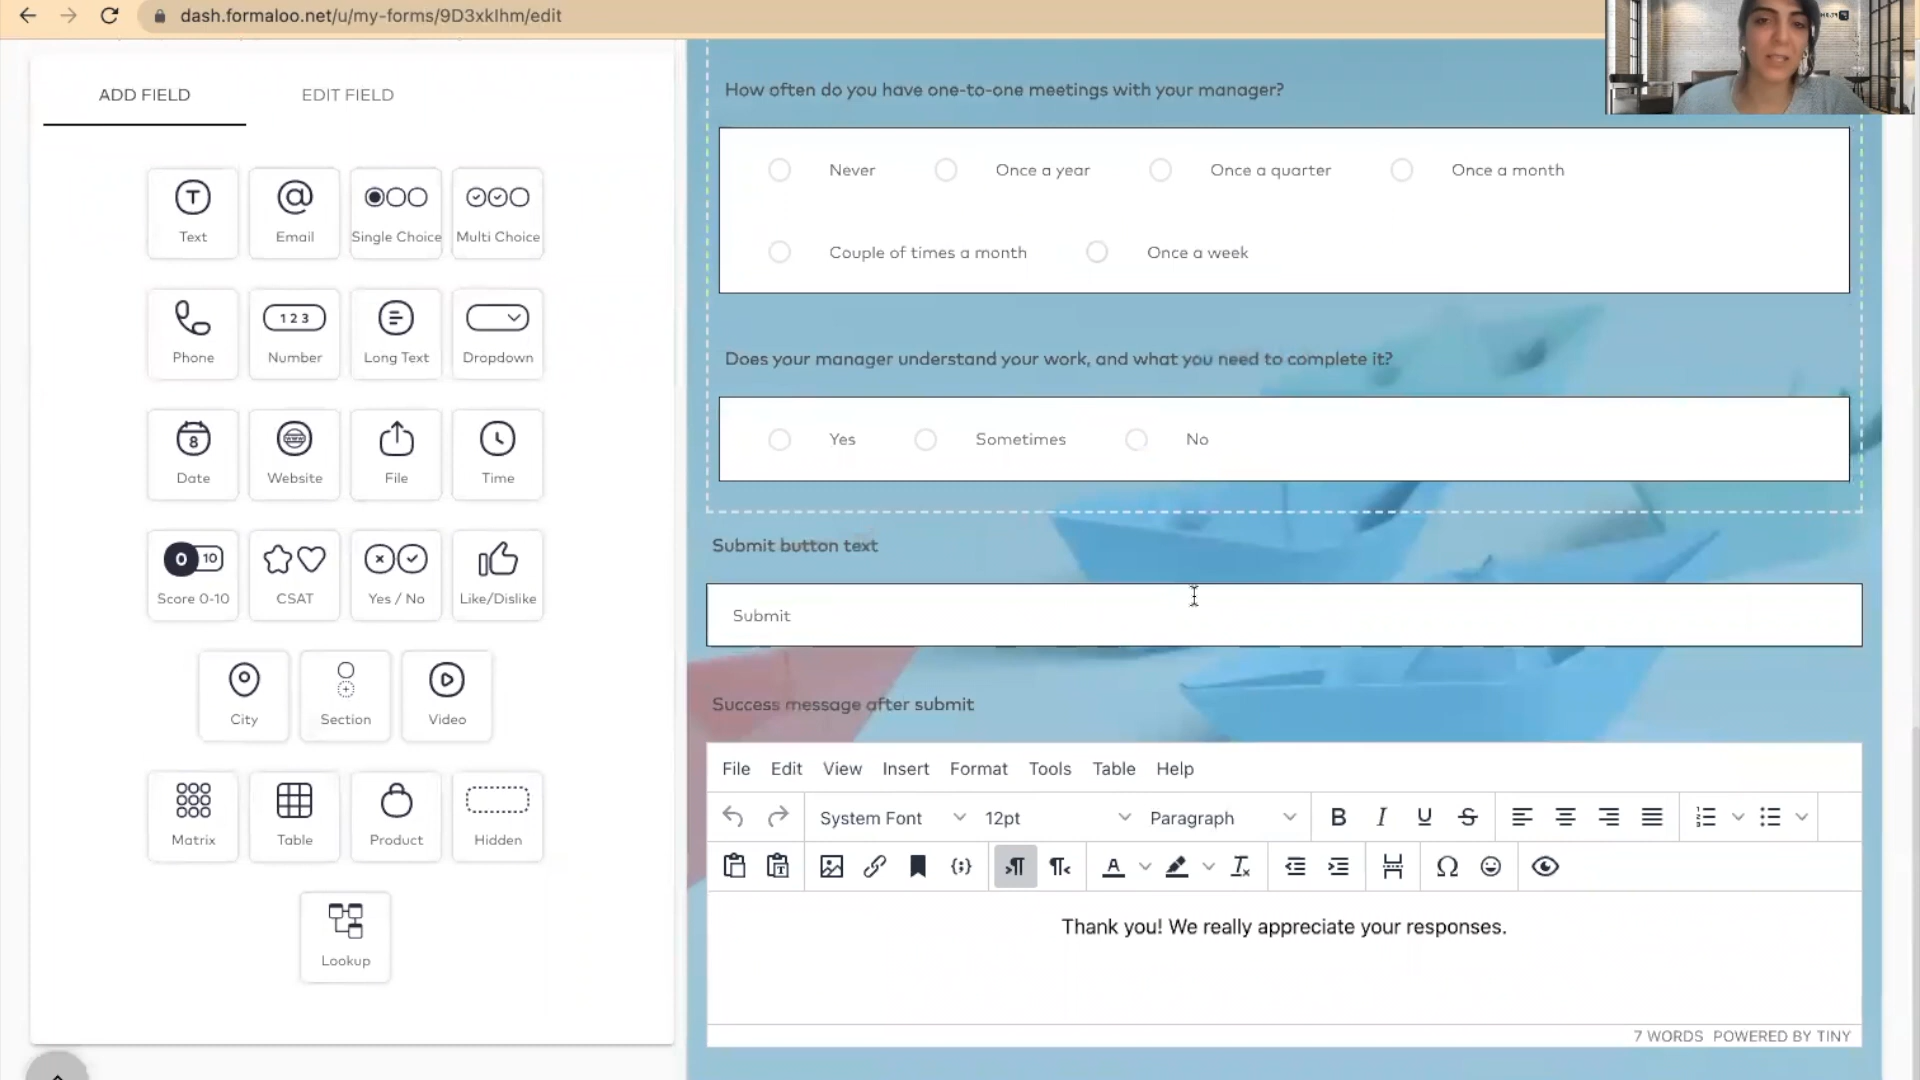 dash.formaloo.net/u/my-forms/9D3xklhm/edit
ADD FIELD
EDIT FIELD
Text
Email
Single Choice
Multi Choice
1 2 3
Phone
Number
Long Text
Dropdown
8
www
Date
Website
File
Time
0 10
Score 0-10
CSAT
Yes / No
Like/Dislike
City
Section
Video
Matrix
Table
Product
Hidden
Lookup
How often do you have one-to-one meetings with your manager?
Never
Once a year
Once a quarter
Once a month
Couple of times a month
Once a week
Does your manager understand your work, and what you need to complete it?
Yes
Sometimes
No
Submit button text
Submit
Success message after submit
File Edit View Insert Format Tools Table Help
System Font 12pt Paragraph B I U S
Thank you! We really appreciate your responses.
7 WORDS POWERED BY TINY